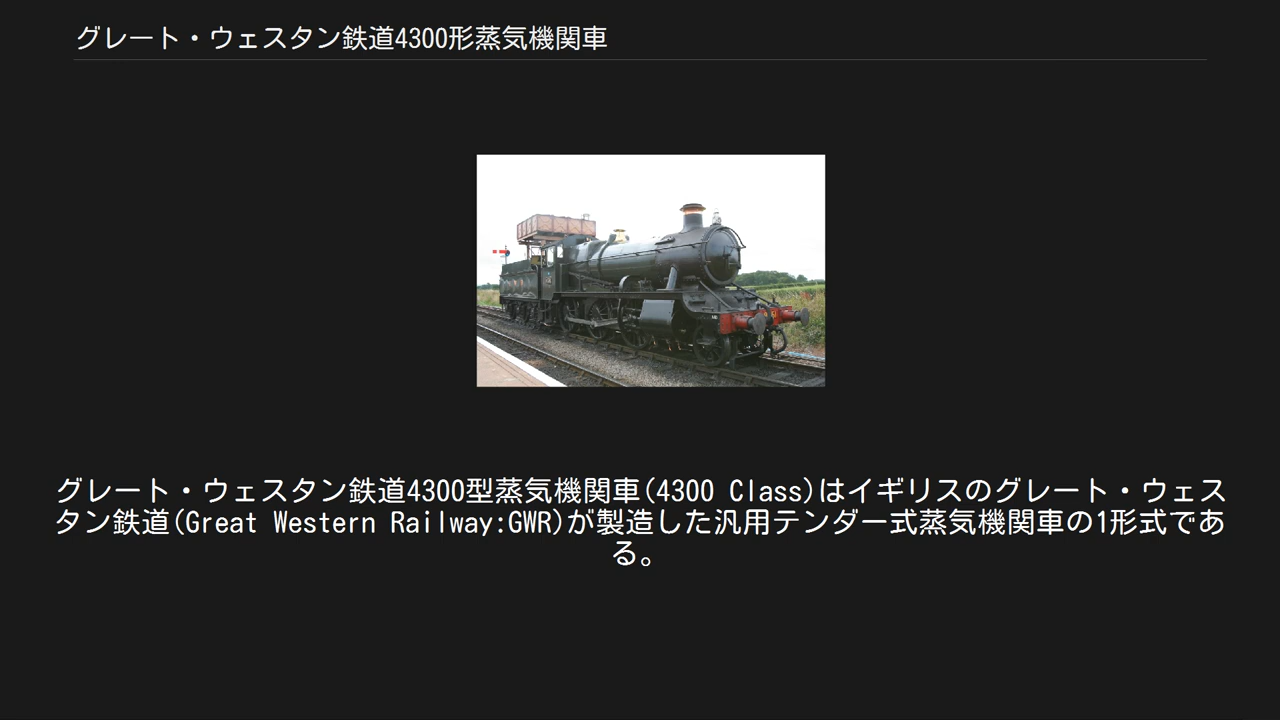 グレート・ウェスタン鉄道4300形蒸気機関車
グレート・ウェスタン鉄道4300型蒸気機関車(4300 Class)はイギリスのグレート・ウェス
タン鉄道(Great Western Railway:GWR)が製造した汎用テンダー式蒸気機関車の1形式であ
る。